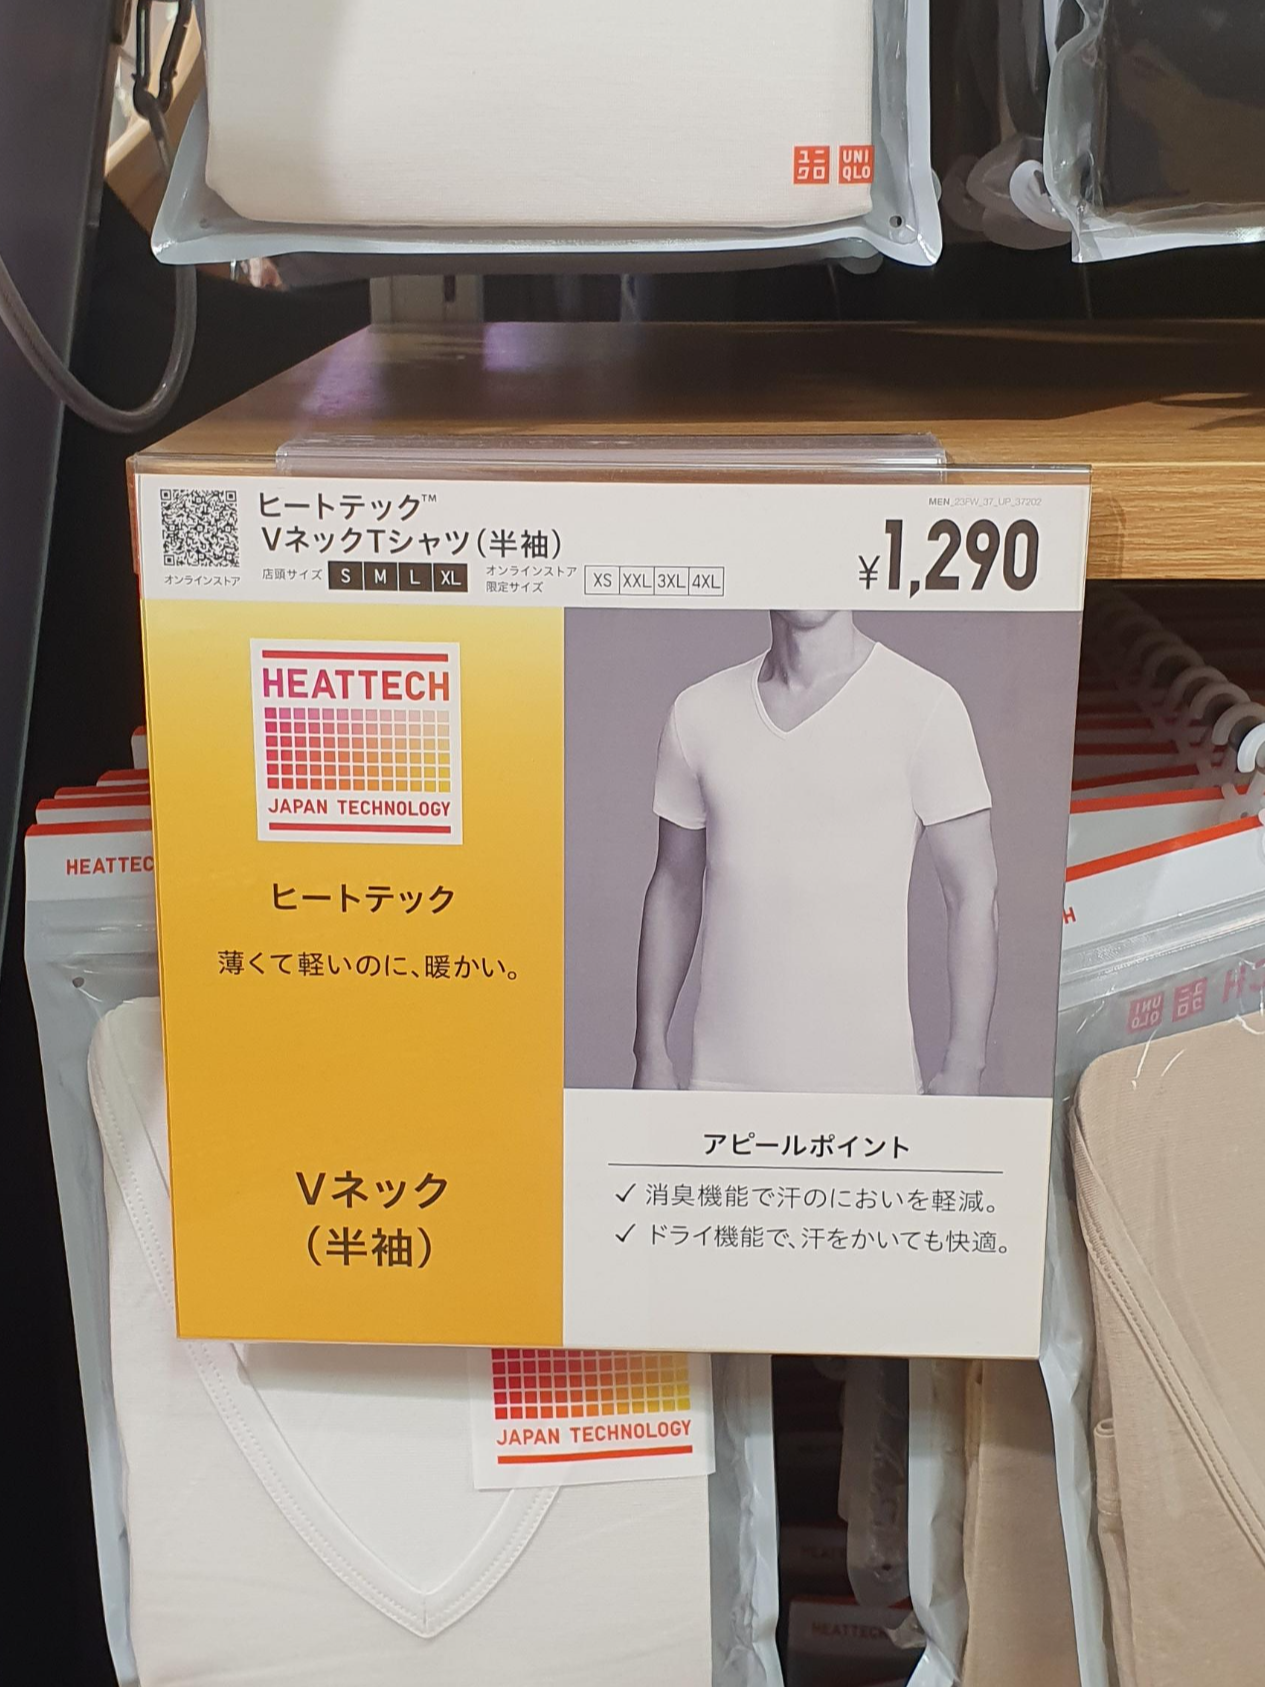 ユニ
クロ
UNI
QLO
MEN_23FW_37_UP_37202
ヒートテック™
VネックTシャツ(半袖)
¥1,290
オンラインストア
店頭サイズ S M L XL
オンラインストア
限定サイズ XS XXL 3XL 4XL
HEATTECH
JAPAN TECHNOLOGY
ヒートテック
薄くて軽いのに、暖かい。
Vネック
(半袖)
アピールポイント
✓ 消臭機能で汗のにおいを軽減。
✓ ドライ機能で、汗をかいても快適。
HEATTEC
H
JAPAN TECHNOLOGY
HEATTECH